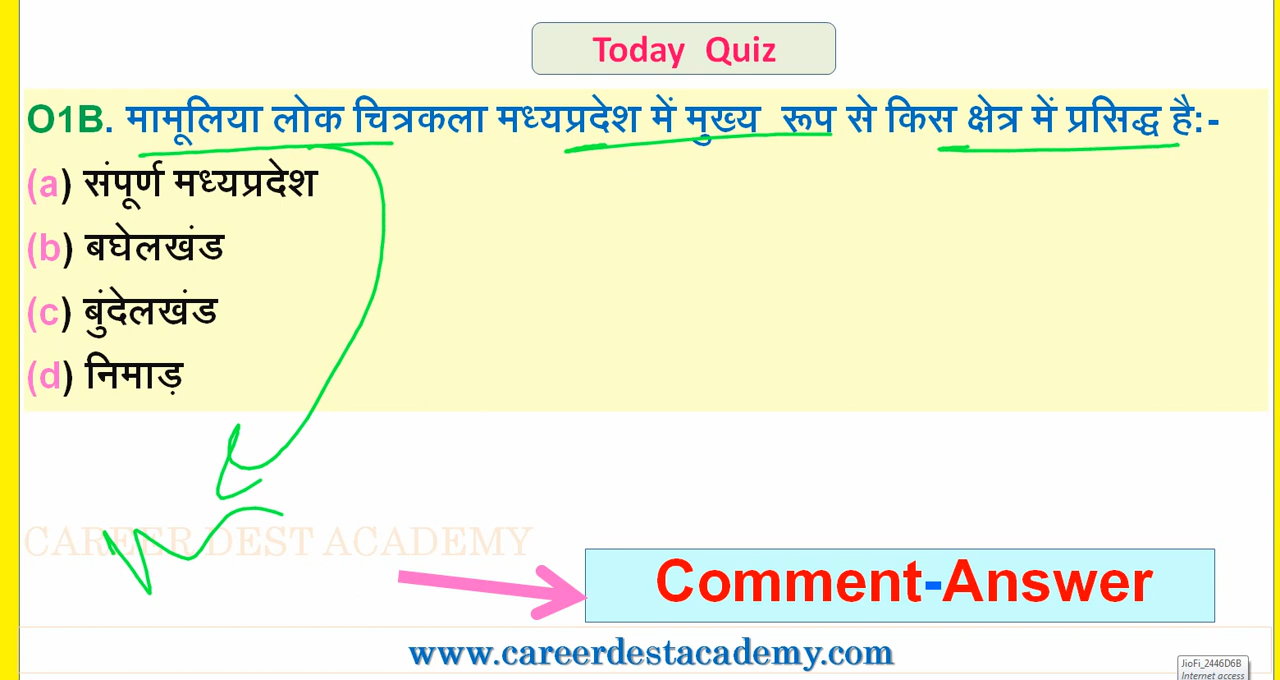 Today Quiz
O1B. मामूलिया लोक चित्रकला मध्यप्रदेश में मुख्य रूप से किस क्षेत्र में प्रसिद्ध है:-
(a) संपूर्ण मध्यप्रदेश
(b) बघेलखंड
(c) बुंदेलखंड
(d) निमाड़
CAREER DEST ACADEMY
Comment-Answer
www.careerdestacademy.com
JioFi_2446D6B
Internet access